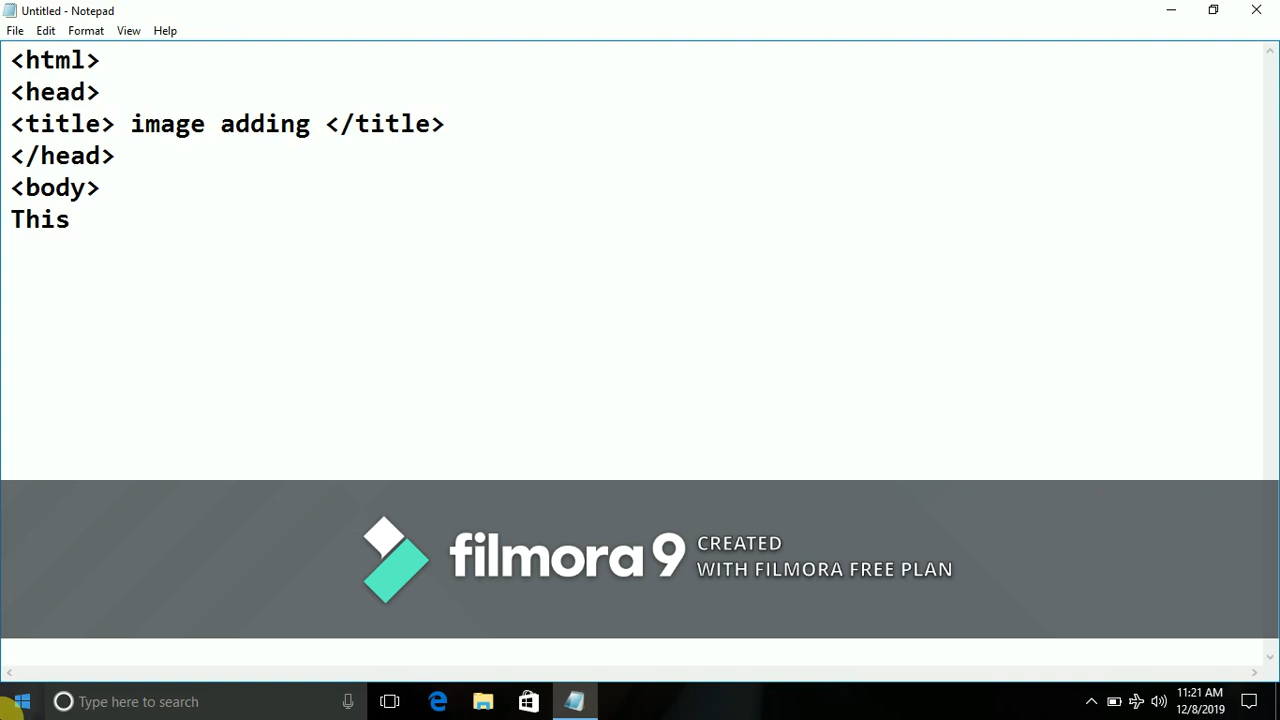 Untitled - Notepad
File Edit Format View Help
<html>
<head>
<title> image adding </title>
</head>
<body>
This
filmora 9 CREATED
WITH FILMORA FREE PLAN
Type here to search
11:21 AM
12/8/2019